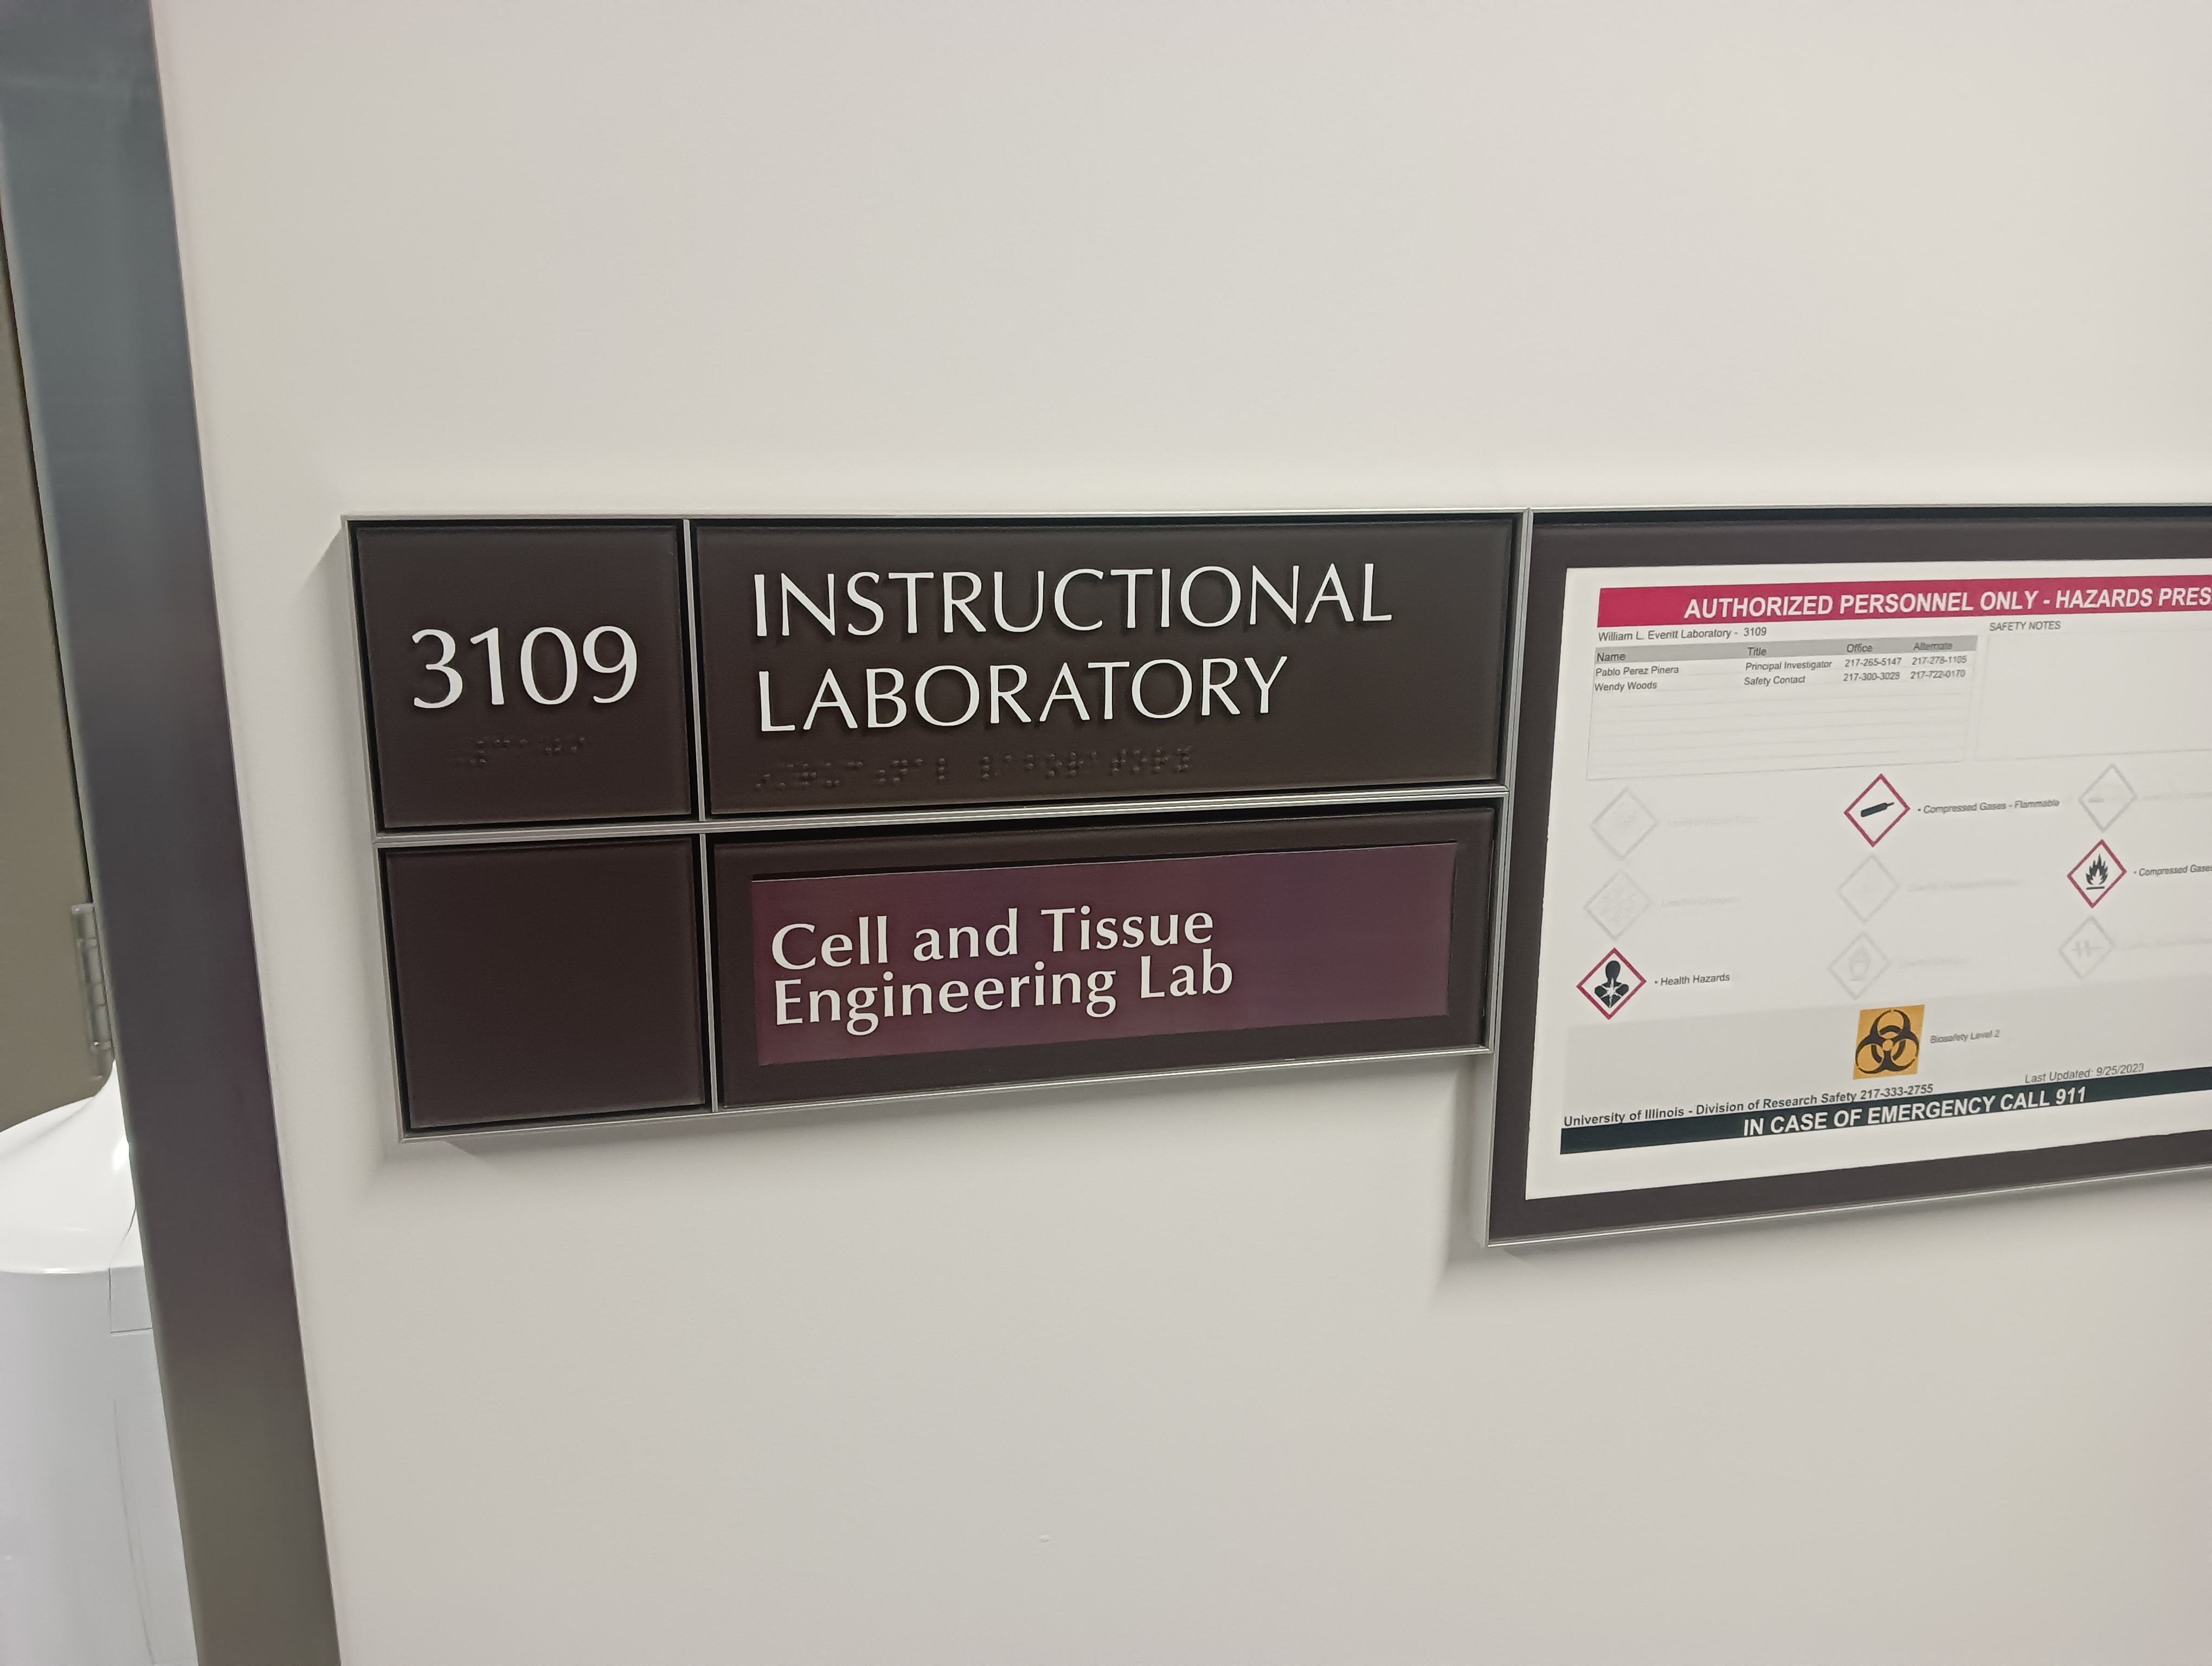 3109
INSTRUCTIONAL
LABORATORY
Cell and Tissue
Engineering Lab
AUTHORIZED PERSONNEL ONLY - HAZARDS PRES
William L. Everitt Laboratory - 3109
SAFETY NOTES
Name Title Office Alternate
Pablo Perez Pinera Principal Investigator 217-265-5147 217-278-1105
Wendy Woods Safety Contact 217-300-3028 217-722-0170
• Compressed Gases - Flammable
• Compressed Gases
• Health Hazards
Biosafety Level 2
Last Updated: 9/25/2023
University of Illinois - Division of Research Safety 217-333-2755
IN CASE OF EMERGENCY CALL 911